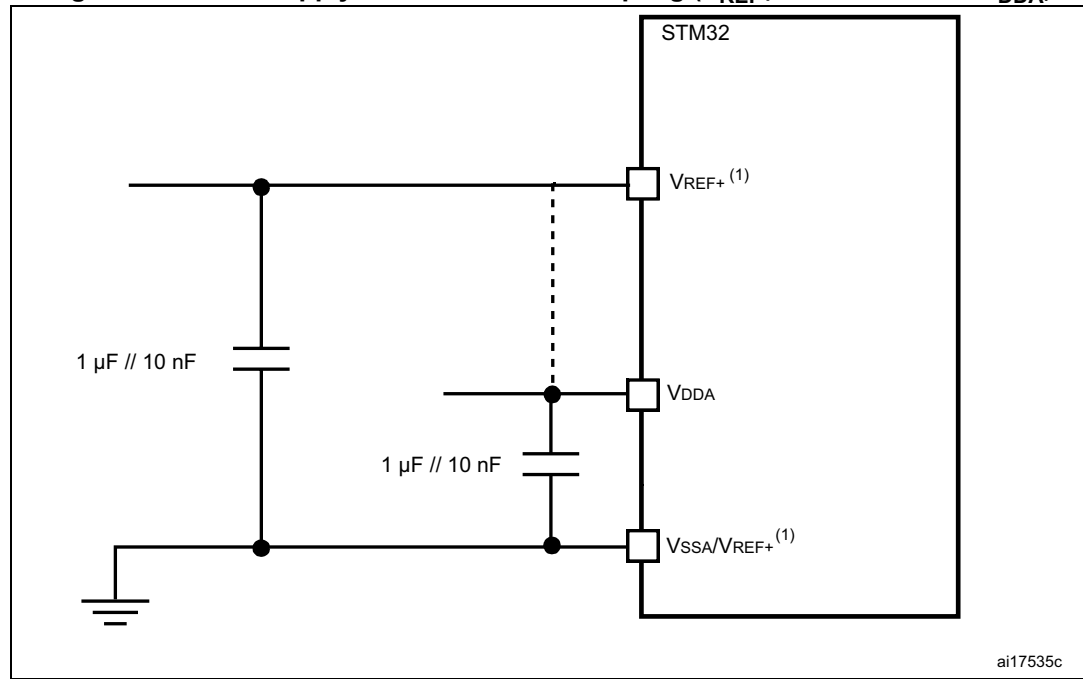 STM32
VREF+ (1)
1 µF // 10 nF
VDDA
1 µF // 10 nF
VSSA/VREF+ (1)
ai17535c